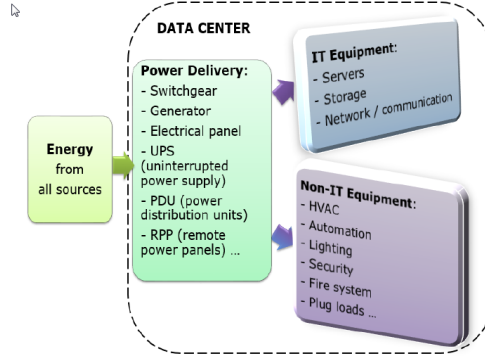 DATA CENTER
Energy
from
all sources
Power Delivery:
- Switchgear
- Generator
- Electrical panel
- UPS
(uninterrupted
power supply)
- PDU (power
distribution units)
- RPP (remote
power panels) ...
IT Equipment:
- Servers
- Storage
- Network / communication
Non-IT Equipment:
- HVAC
- Automation
- Lighting
- Security
- Fire system
- Plug loads ...